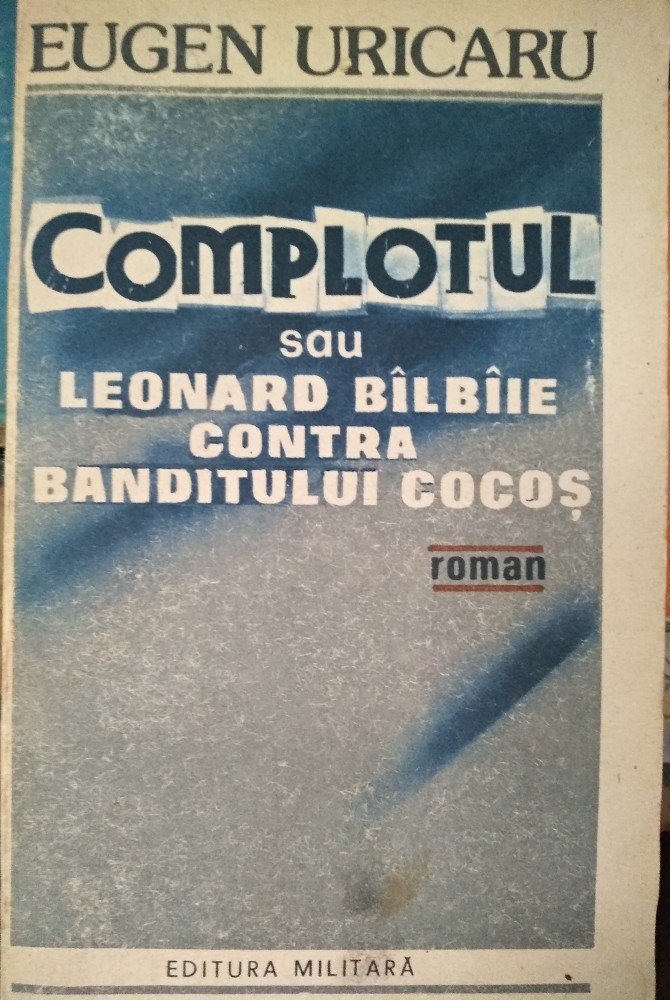 EUGEN URICARU
COMPLOTUL
sau
LEONARD BÎLBÎIE
CONTRA
BANDITULUI COCOȘ
roman
EDITURA MILITARĂ